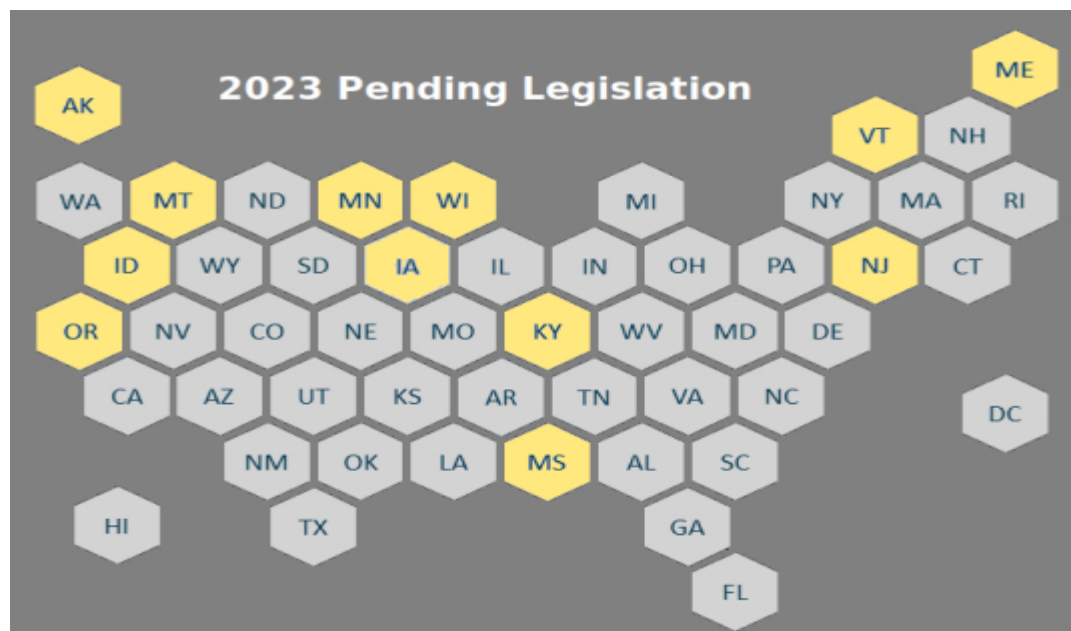 ME
2023 Pending Legislation
AK
VT NH
WA MT ND MN WI MI NY MA RI
ID WY SD IA IL IN OH PA NJ CT
OR NV CO NE MO KY WV MD DE
CA AZ UT KS AR TN VA NC
DC
NM OK LA MS AL SC
HI TX GA
FL